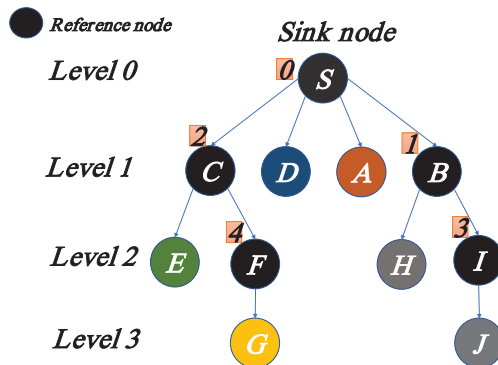 Reference node
Sink node
0
Level 0 S
2 1
Level 1 C D A B
4 3
Level 2 E F H I
Level 3 G J